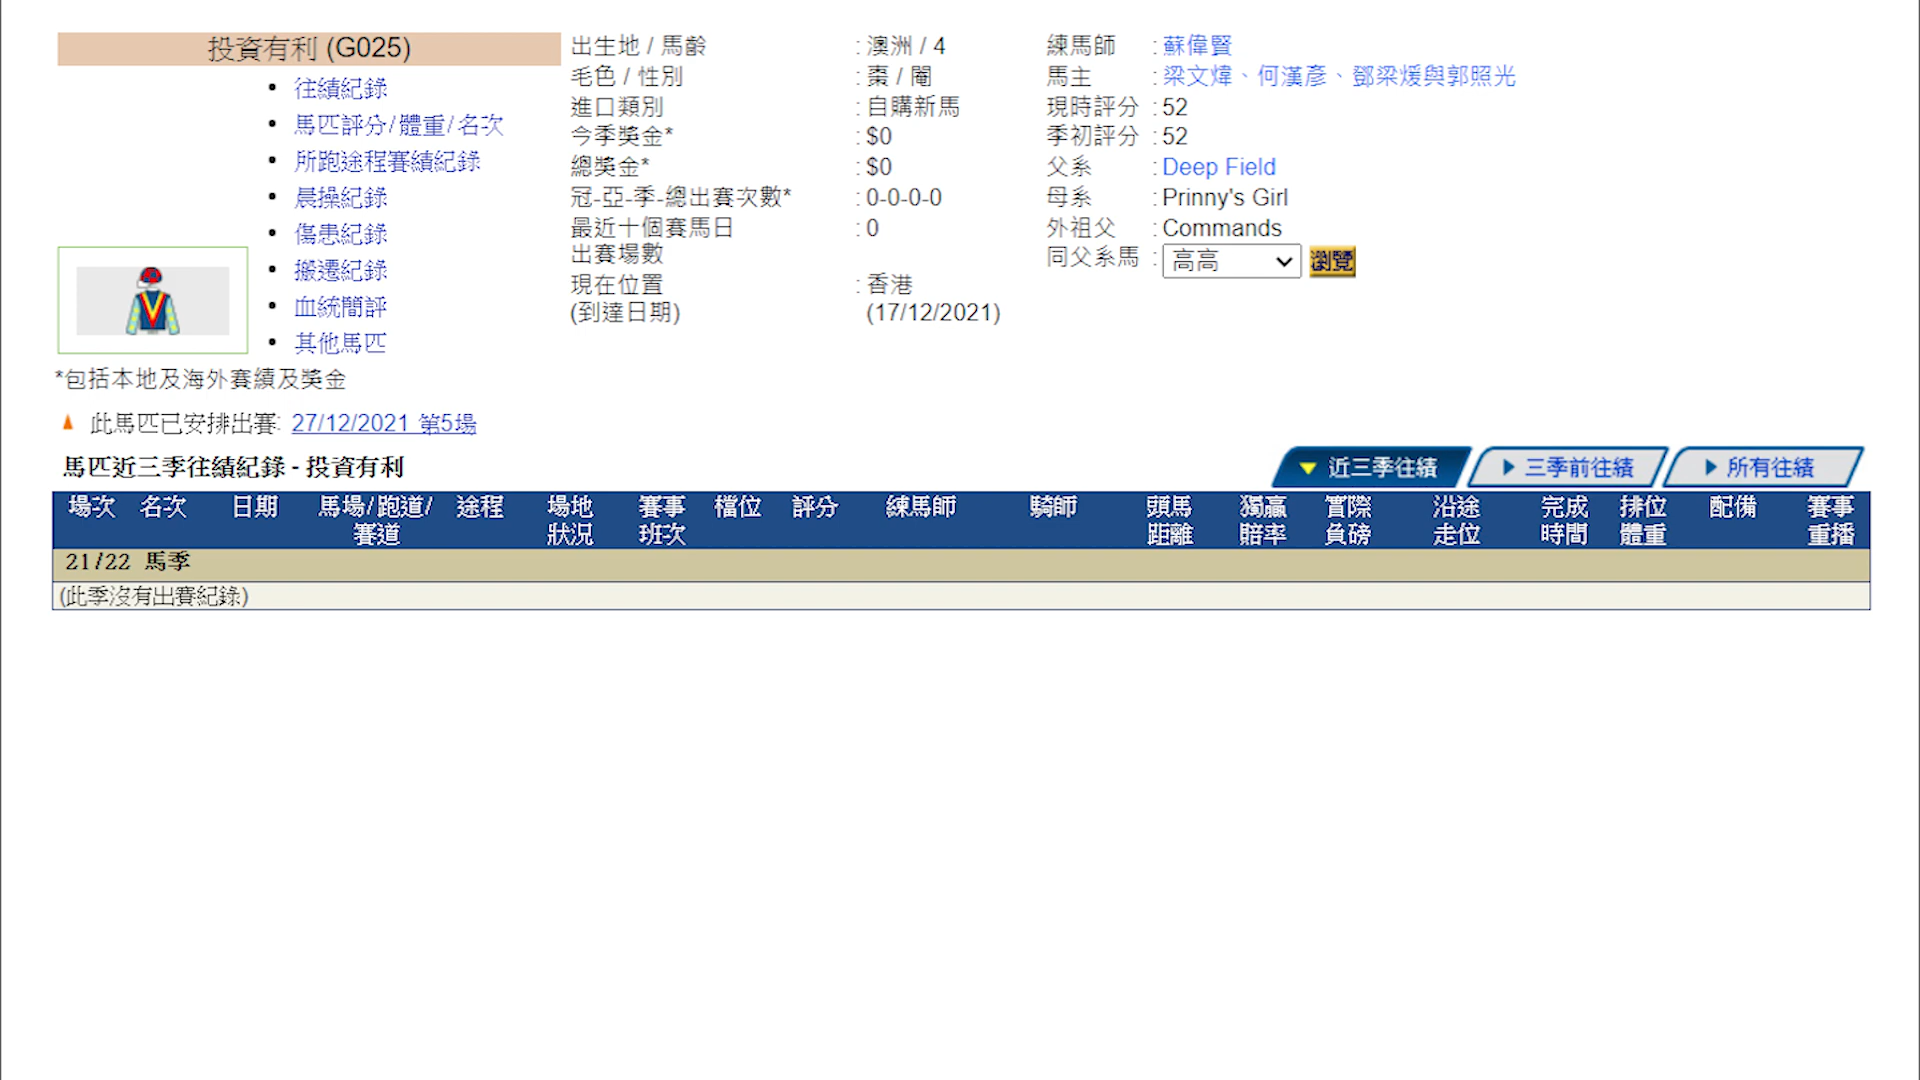 投資有利 (G025)
往績紀錄
馬匹評分/體重/名次
所跑途程賽績紀錄
晨操紀錄
傷患紀錄
搬遷紀錄
血統簡評
其他馬匹
出生地 / 馬齡 : 澳洲 / 4
毛色 / 性別 : 棗 / 閹
進口類別 : 自購新馬
今季獎金* : $0
總獎金* : $0
冠-亞-季-總出賽次數* : 0-0-0-0
最近十個賽馬日 : 0
出賽場數
現在位置 : 香港
(到達日期) (17/12/2021)
練馬師 : 蘇偉賢
馬主 : 梁文煒、何漢彥、鄧梁煖與郭照光
現時評分 : 52
季初評分 : 52
父系 : Deep Field
母系 : Prinny's Girl
外祖父 : Commands
同父系馬 : 高高 瀏覽
*包括本地及海外賽績及獎金
此馬匹已安排出賽: 27/12/2021 第5場
馬匹近三季往績紀錄 - 投資有利
近三季往績 三季前往績 所有往績
場次 名次 日期 馬場/跑道/賽道 途程 場地狀況 賽事班次 檔位 評分 練馬師 騎師 頭馬距離 獨贏賠率 實際負磅 沿途走位 完成時間 排位體重 配備 賽事重播
21/22 馬季
(此季沒有出賽紀錄)